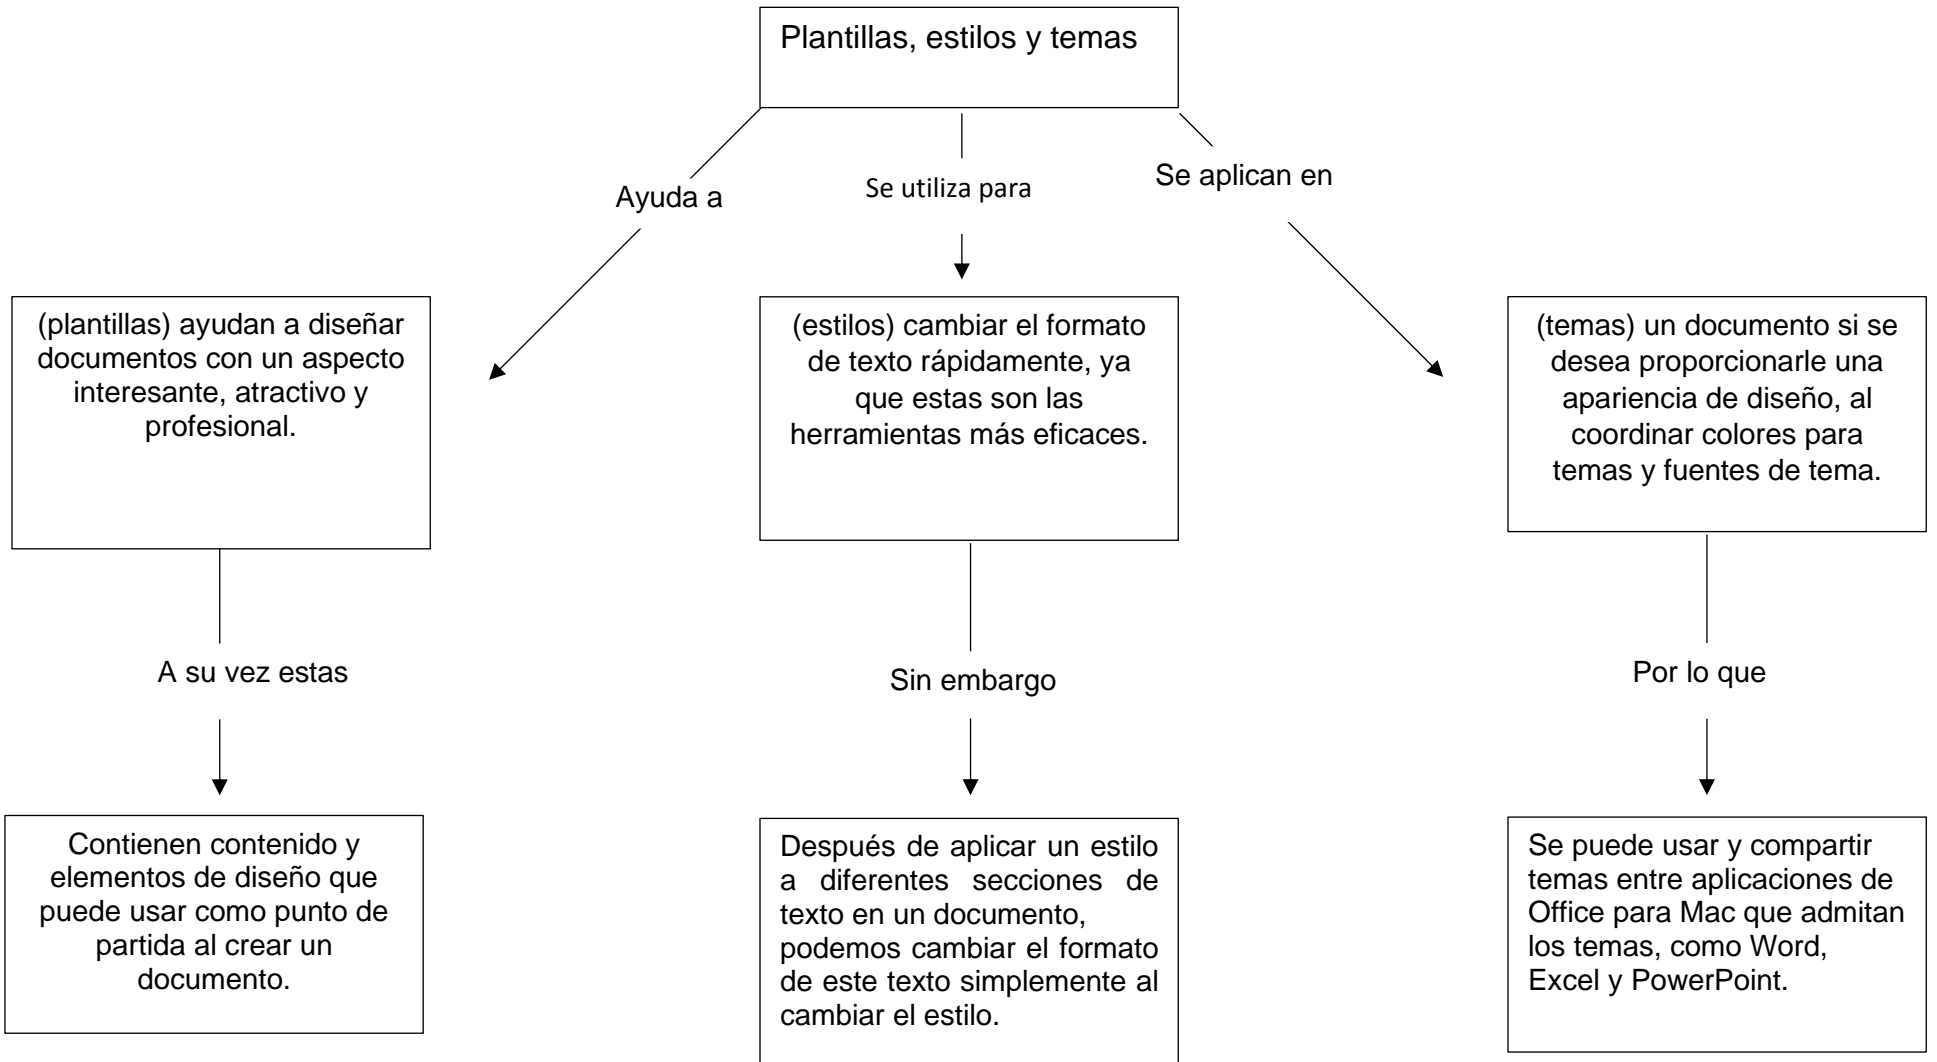 Plantillas, estilos y temas
Ayuda a
Se utiliza para
Se aplican en
(plantillas) ayudan a diseñar
documentos con un aspecto
interesante, atractivo y
profesional.
(estilos) cambiar el formato
de texto rápidamente, ya
que estas son las
herramientas más eficaces.
(temas) un documento si se
desea proporcionarle una
apariencia de diseño, al
coordinar colores para
temas y fuentes de tema.
A su vez estas
Sin embargo
Por lo que
Contienen contenido y
elementos de diseño que
puede usar como punto de
partida al crear un
documento.
Después de aplicar un estilo
a diferentes secciones de
texto en un documento,
podemos cambiar el formato
de este texto simplemente al
cambiar el estilo.
Se puede usar y compartir
temas entre aplicaciones de
Office para Mac que admitan
los temas, como Word,
Excel y PowerPoint.